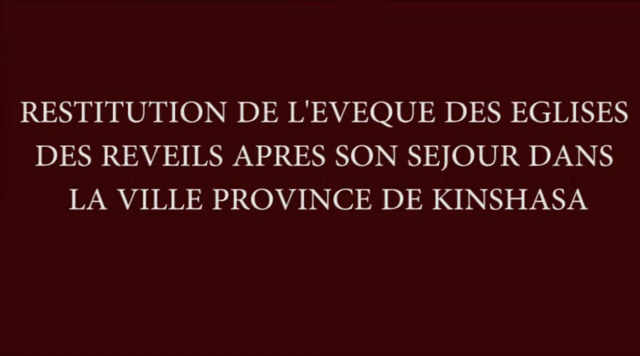 RESTITUTION DE L'EVEQUE DES EGLISES
DES REVEILS APRES SON SEJOUR DANS
LA VILLE PROVINCE DE KINSHASA